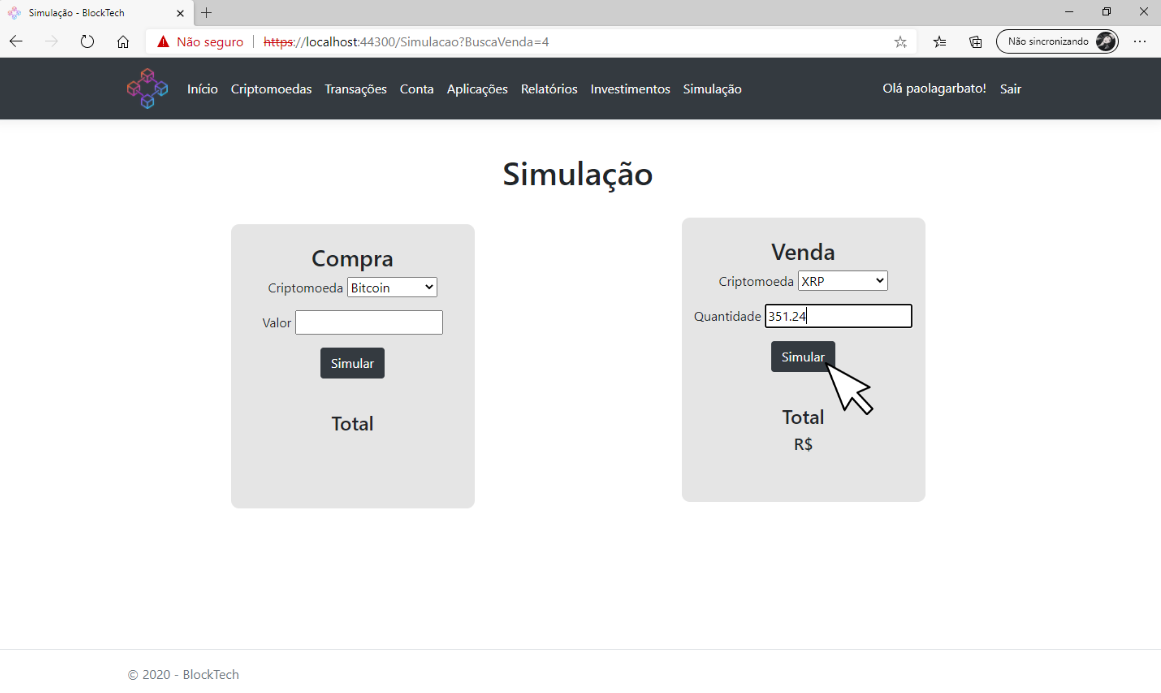 Simulação - BlockTech
Não seguro | https://localhost:44300/Simulacao?BuscaVenda=4
Não sincronizando
Início Criptomoedas Transações Conta Aplicações Relatórios Investimentos Simulação Olá paolagarbato! Sair
Simulação
Compra
Criptomoeda Bitcoin
Valor
Simular
Total
Venda
Criptomoeda XRP
Quantidade 351.24
Simular
Total
R$
© 2020 - BlockTech